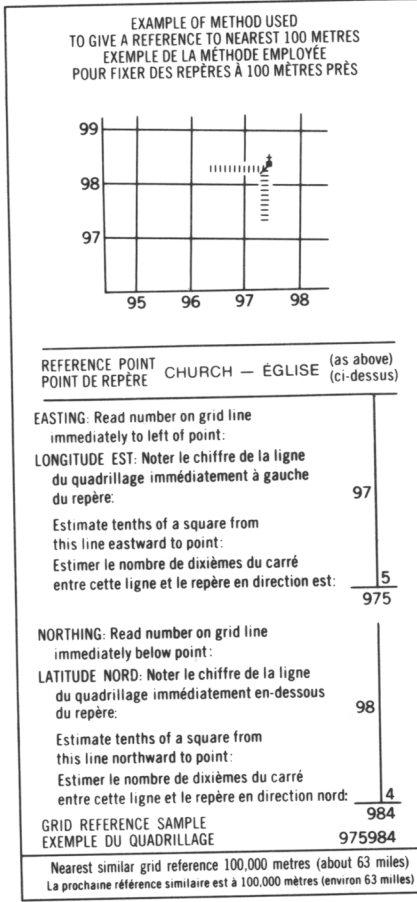 EXAMPLE OF METHOD USED
TO GIVE A REFERENCE TO NEAREST 100 METRES
EXEMPLE DE LA MÉTHODE EMPLOYÉE
POUR FIXER DES REPÈRES À 100 MÈTRES PRÈS
99
98
97
95 96 97 98
REFERENCE POINT
POINT DE REPÈRE
CHURCH — ÉGLISE
(as above)
(ci-dessus)
EASTING: Read number on grid line
immediately to left of point:
LONGITUDE EST: Noter le chiffre de la ligne
du quadrillage immédiatement à gauche
du repère:
97
Estimate tenths of a square from
this line eastward to point:
Estimer le nombre de dixièmes du carré
entre cette ligne et le repère en direction est: 5
975
NORTHING: Read number on grid line
immediately below point:
LATITUDE NORD: Noter le chiffre de la ligne
du quadrillage immédiatement en-dessous
du repère:
98
Estimate tenths of a square from
this line northward to point:
Estimer le nombre de dixièmes du carré
entre cette ligne et le repère en direction nord: 4
984
GRID REFERENCE SAMPLE
EXEMPLE DU QUADRILLAGE 975984
Nearest similar grid reference 100,000 metres (about 63 miles)
La prochaine référence similaire est à 100,000 mètres (environ 63 milles)